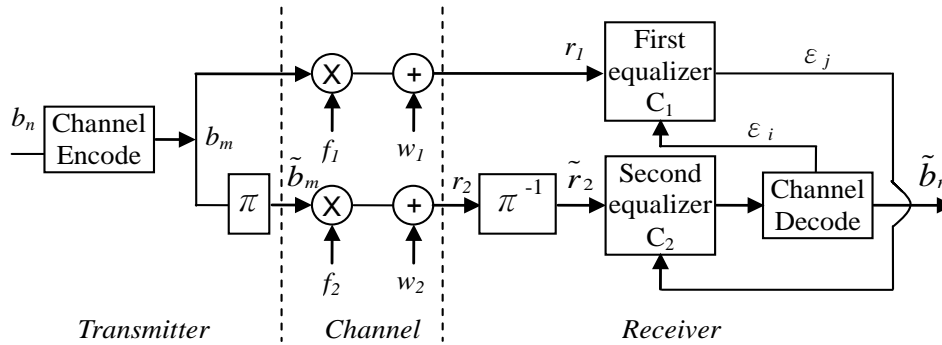 b_n
Channel
Encode
b_m
π
b̃_m
X
f_1
+
w_1
X
f_2
+
w_2
r_1
r_2
π^-1
r̃_2
First
equalizer
C_1
ε_j
ε_i
Second
equalizer
C_2
Channel
Decode
Transmitter
Channel
Receiver